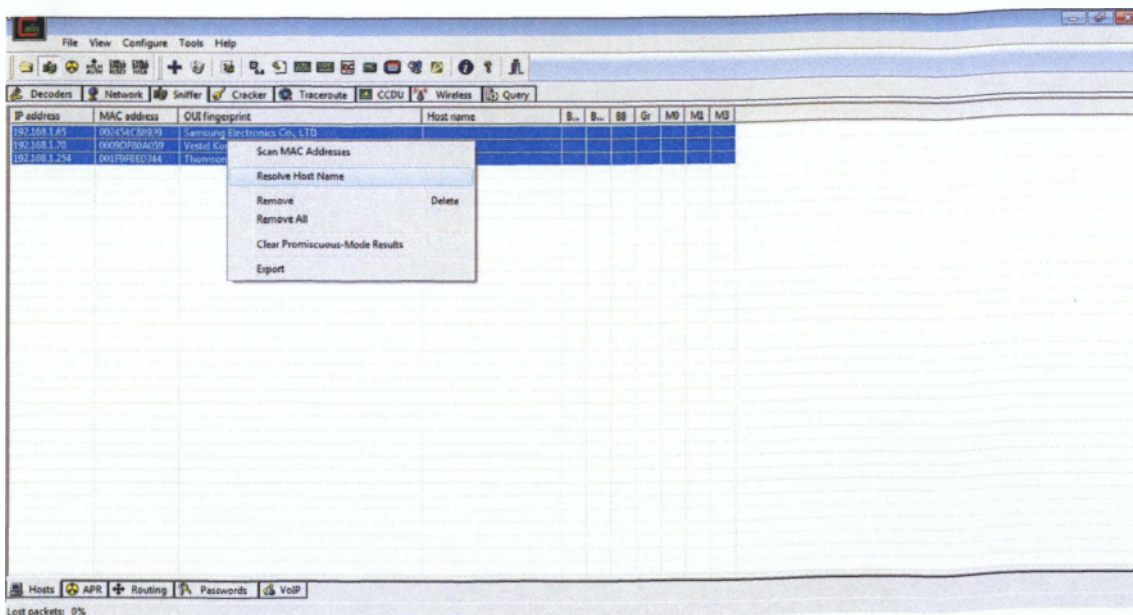 File View Configure Tools Help
Decoders Network Sniffer Cracker Traceroute CCDU Wireless Query
IP address MAC address OUI fingerprint Host name B... B... B8 Gr M0 M1 M3
192.168.1.65 Samsung Electronics Co., LTD
192.168.1.70 Vestel
192.168.1.254 Thomson
Scan MAC Addresses
Resolve Host Name
Remove Delete
Remove All
Clear Promiscuous-Mode Results
Export
Hosts APR Routing Passwords VoIP
Lost packets: 0%